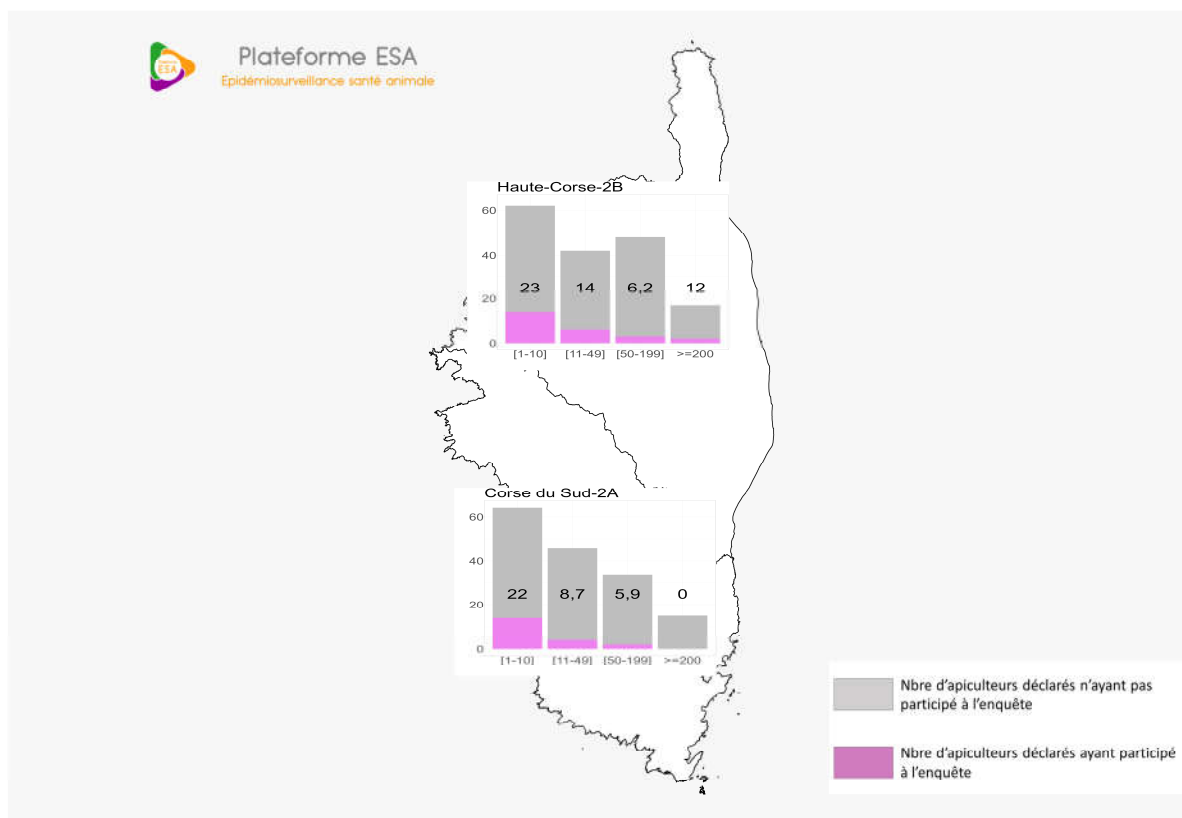 Plateforme ESA
Épidémiosurveillance santé animale
ESA
Haute-Corse-2B
60
40
20
0
23
14
6,2
12
[1-10]
[11-49]
[50-199]
>=200
Corse du Sud-2A
60
40
20
0
22
8,7
5,9
0
[1-10]
[11-49]
[50-199]
>=200
Nbre d'apiculteurs déclarés n'ayant pas
participé à l'enquête
Nbre d'apiculteurs déclarés ayant participé
à l'enquête